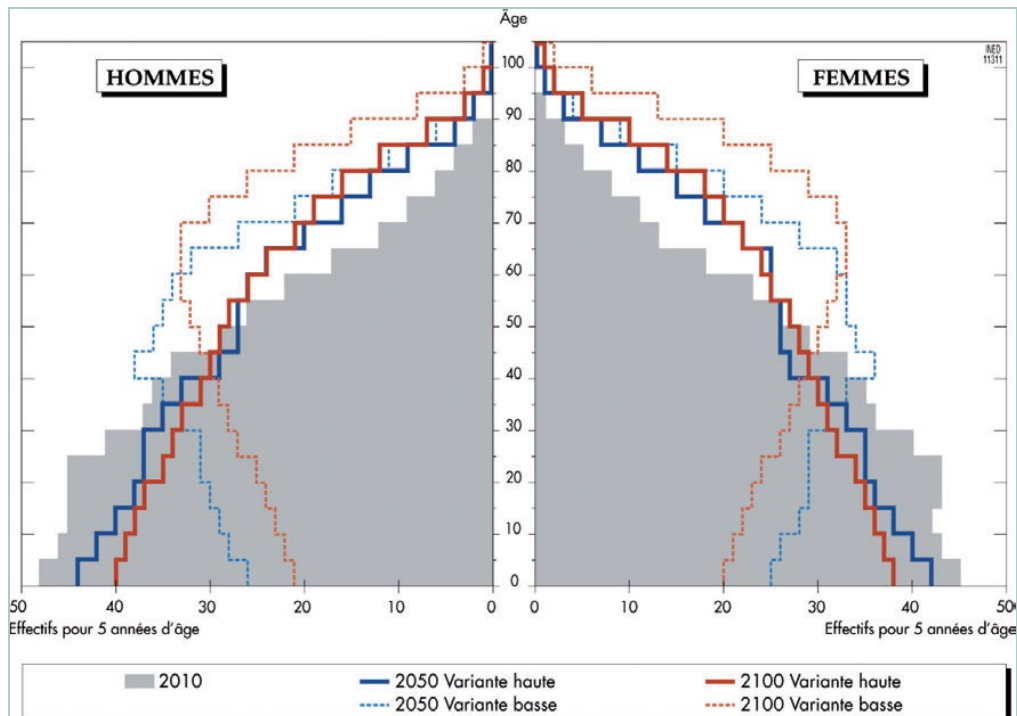 Âge
HOMMES
FEMMES
INED
11311
100
90
80
70
60
50
40
30
20
10
0
50 40 30 20 10 0
0 10 20 30 40 500
Effectifs pour 5 années d'âge
Effectifs pour 5 années d'âge
2010
2050 Variante haute
2100 Variante haute
2050 Variante basse
2100 Variante basse